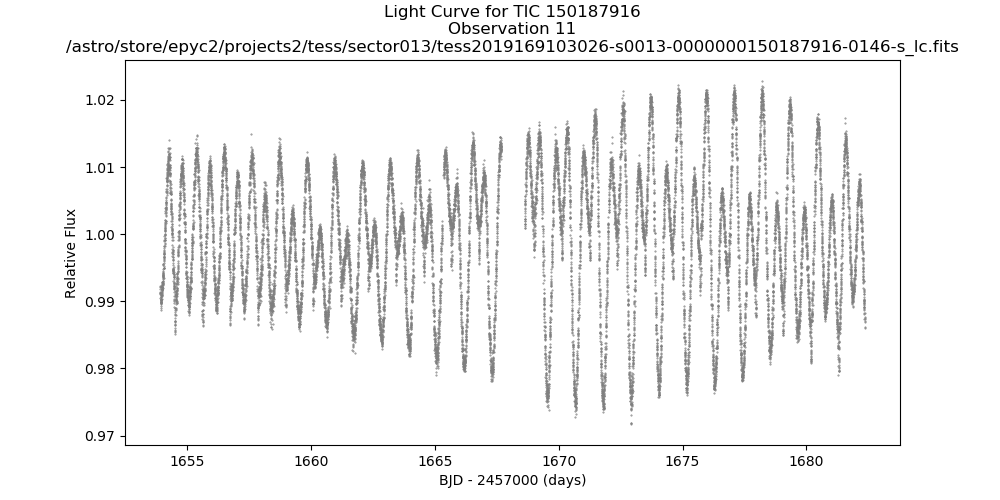 Light Curve for TIC 150187916
Observation 11
/astro/store/epyc2/projects2/tess/sector013/tess2019169103026-s0013-0000000150187916-0146-s_lc.fits
1.02
1.01
1.00
0.99
0.98
0.97
Relative Flux
1655
1660
1665
1670
1675
1680
BJD - 2457000 (days)